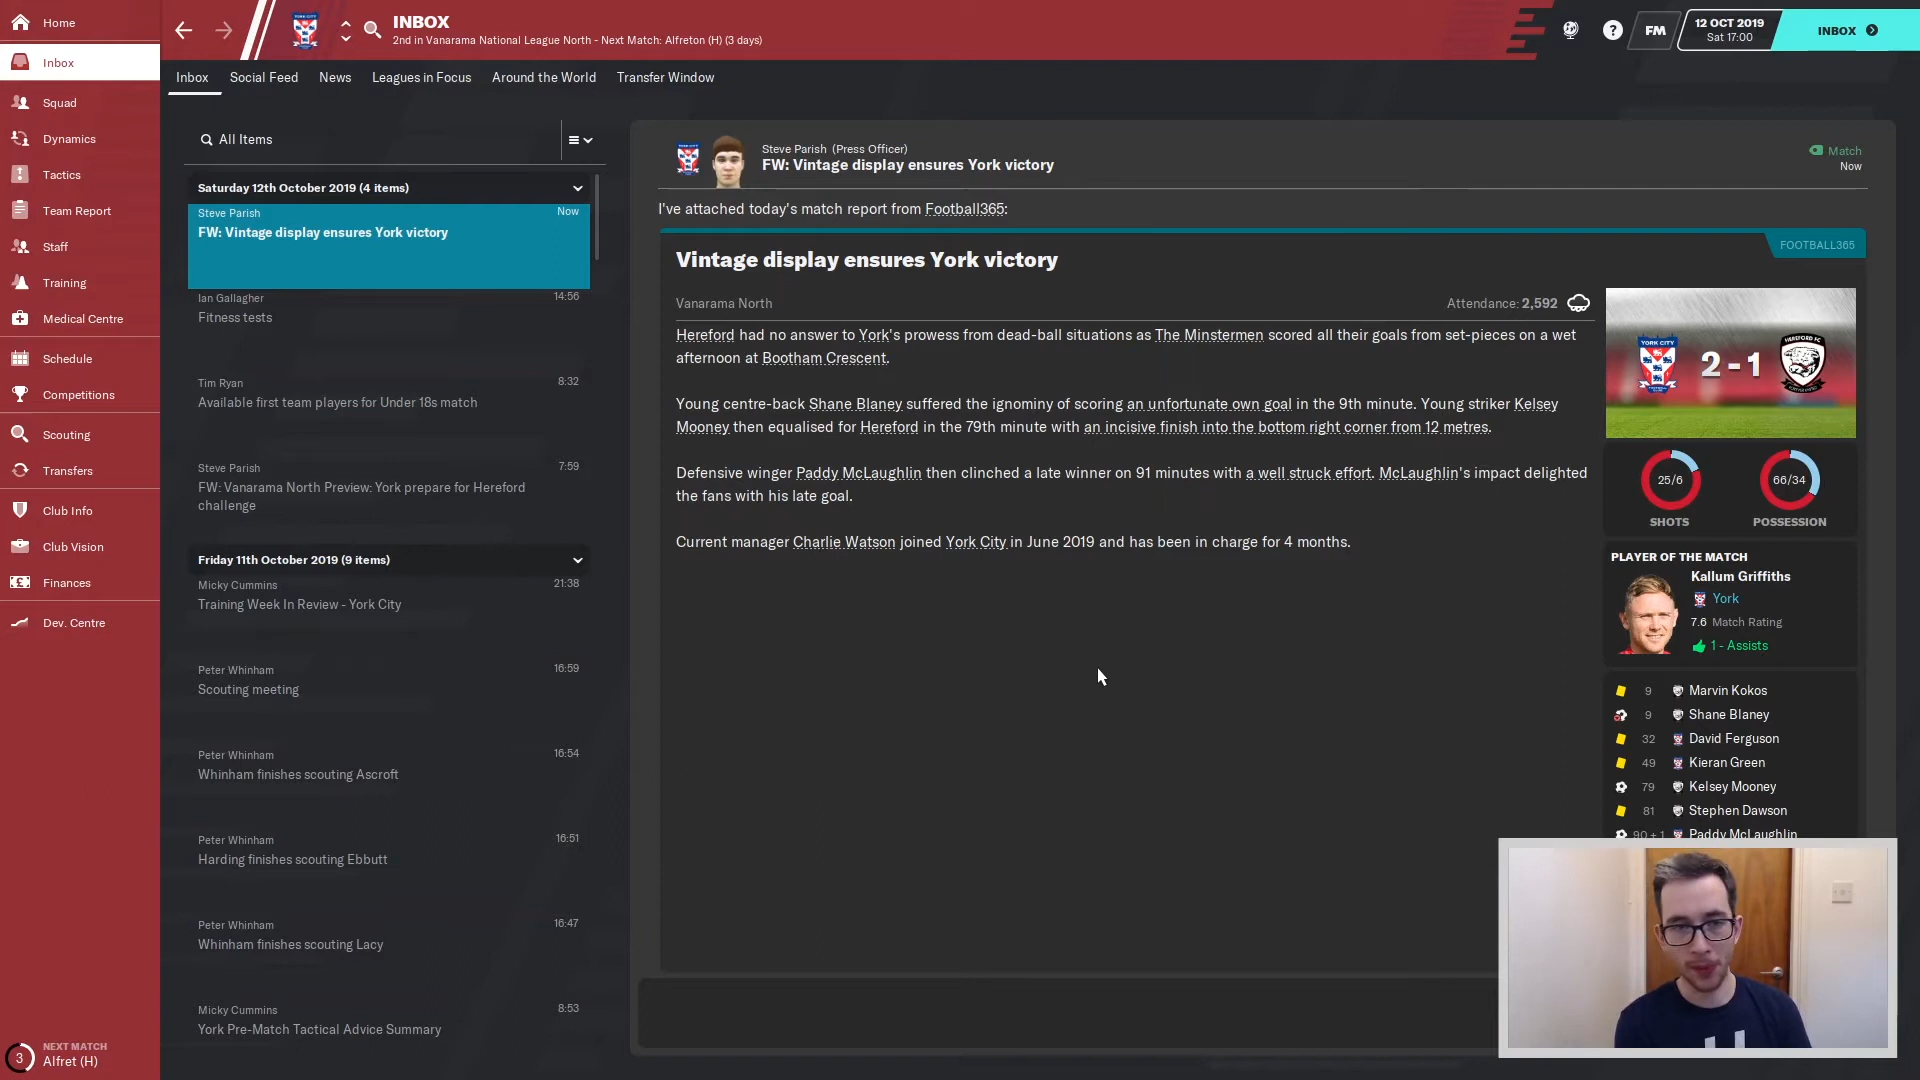 Home
Inbox
Squad
Dynamics
Tactics
Team Report
Staff
Training
Medical Centre
Schedule
Competitions
Scouting
Transfers
Club Info
Club Vision
Finances
Dev. Centre
3
NEXT MATCH
Alfret (H)
INBOX
2nd in Vanarama National League North - Next Match: Alfreton (H) (3 days)
?
FM
12 OCT 2019
Sat 17:00
INBOX
Inbox
Social Feed
News
Leagues in Focus
Around the World
Transfer Window
All Items
Saturday 12th October 2019 (4 items)
Steve Parish Now
FW: Vintage display ensures York victory
Ian Gallagher 14:56
Fitness tests
Tim Ryan 8:32
Available first team players for Under 18s match
Steve Parish 7:59
FW: Vanarama North Preview: York prepare for Hereford
challenge
Friday 11th October 2019 (9 items)
Micky Cummins 21:38
Training Week In Review - York City
Peter Whinham 16:59
Scouting meeting
Peter Whinham 16:54
Whinham finishes scouting Ascroft
Peter Whinham 16:51
Harding finishes scouting Ebbutt
Peter Whinham 16:47
Whinham finishes scouting Lacy
Micky Cummins 8:53
York Pre-Match Tactical Advice Summary
Steve Parish (Press Officer)
FW: Vintage display ensures York victory
Match
Now
I've attached today's match report from Football365:
FOOTBALL365
Vintage display ensures York victory
Vanarama North
Attendance: 2,592
Hereford had no answer to York's prowess from dead-ball situations as The Minstermen scored all their goals from set-pieces on a wet
afternoon at Bootham Crescent.
Young centre-back Shane Blaney suffered the ignominy of scoring an unfortunate own goal in the 9th minute. Young striker Kelsey
Mooney then equalised for Hereford in the 79th minute with an incisive finish into the bottom right corner from 12 metres.
Defensive winger Paddy McLaughlin then clinched a late winner on 91 minutes with a well struck effort. McLaughlin's impact delighted
the fans with his late goal.
Current manager Charlie Watson joined York City in June 2019 and has been in charge for 4 months.
YORK CITY
2 - 1
HEREFORD FC
25/6
SHOTS
66/34
POSSESSION
PLAYER OF THE MATCH
Kallum Griffiths
York
7.6 Match Rating
1 - Assists
9 Marvin Kokos
9 Shane Blaney
32 David Ferguson
49 Kieran Green
79 Kelsey Mooney
81 Stephen Dawson
90 + 1 Paddy McLaughlin